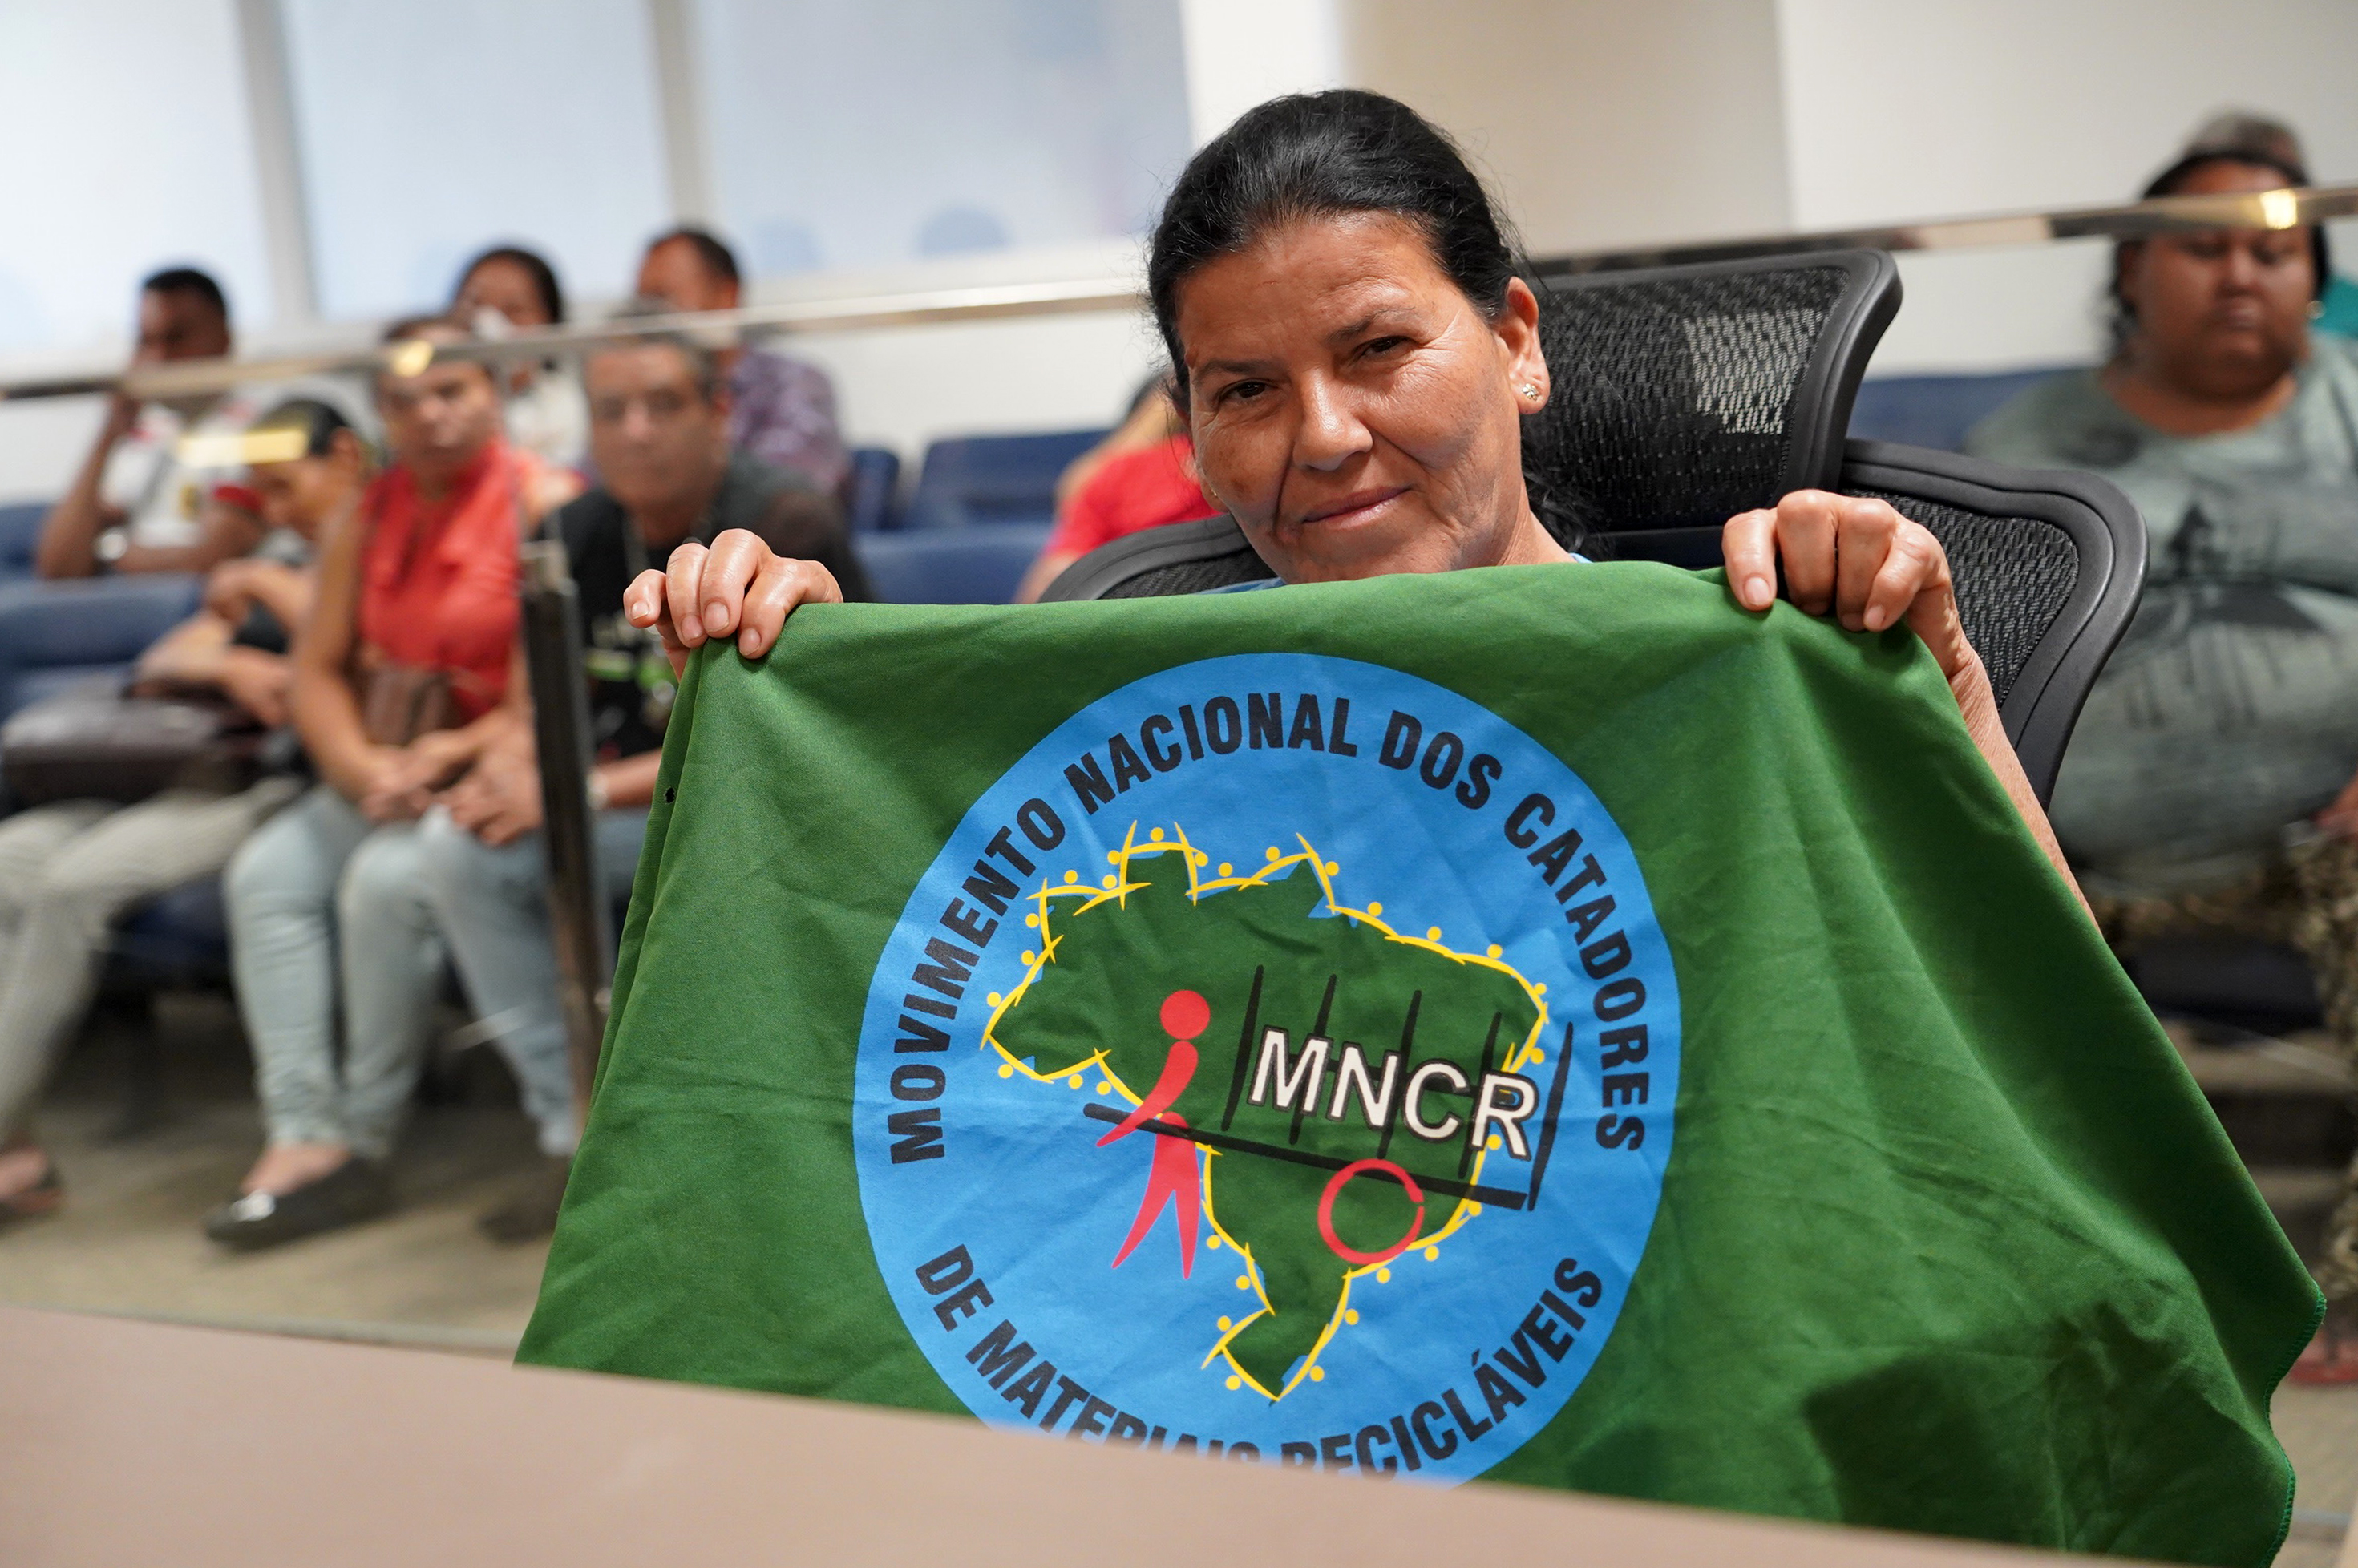 MOVIMENTO NACIONAL DOS CATADORES
MNCR
DE MATERIAIS RECICLÁVEIS